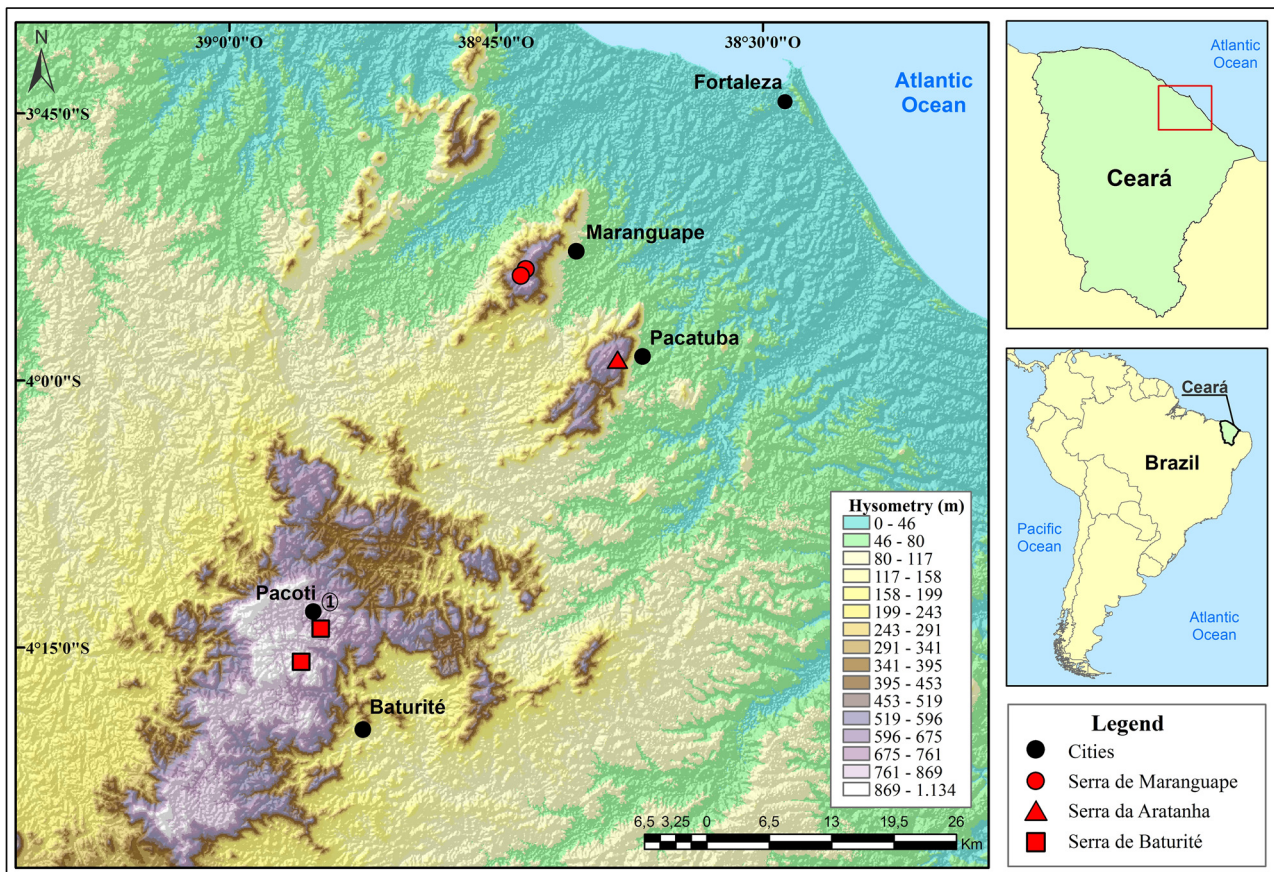 N
39°0'0"O
38°45'0"O
38°30'0"O
3°45'0"S
4°0'0"S
4°15'0"S
Fortaleza
Atlantic
Ocean
Maranguape
Pacatuba
Pacoti
①
Baturité
Hysometry (m)
0 - 46
46 - 80
80 - 117
117 - 158
158 - 199
199 - 243
243 - 291
291 - 341
341 - 395
395 - 453
453 - 519
519 - 596
596 - 675
675 - 761
761 - 869
869 - 1.134
6,5 3,25 0 6,5 13 19,5 26
Km
Atlantic
Ocean
Ceará
Ceará
Brazil
Pacific
Ocean
Atlantic
Ocean
Legend
Cities
Serra de Maranguape
Serra da Aratanha
Serra de Baturité